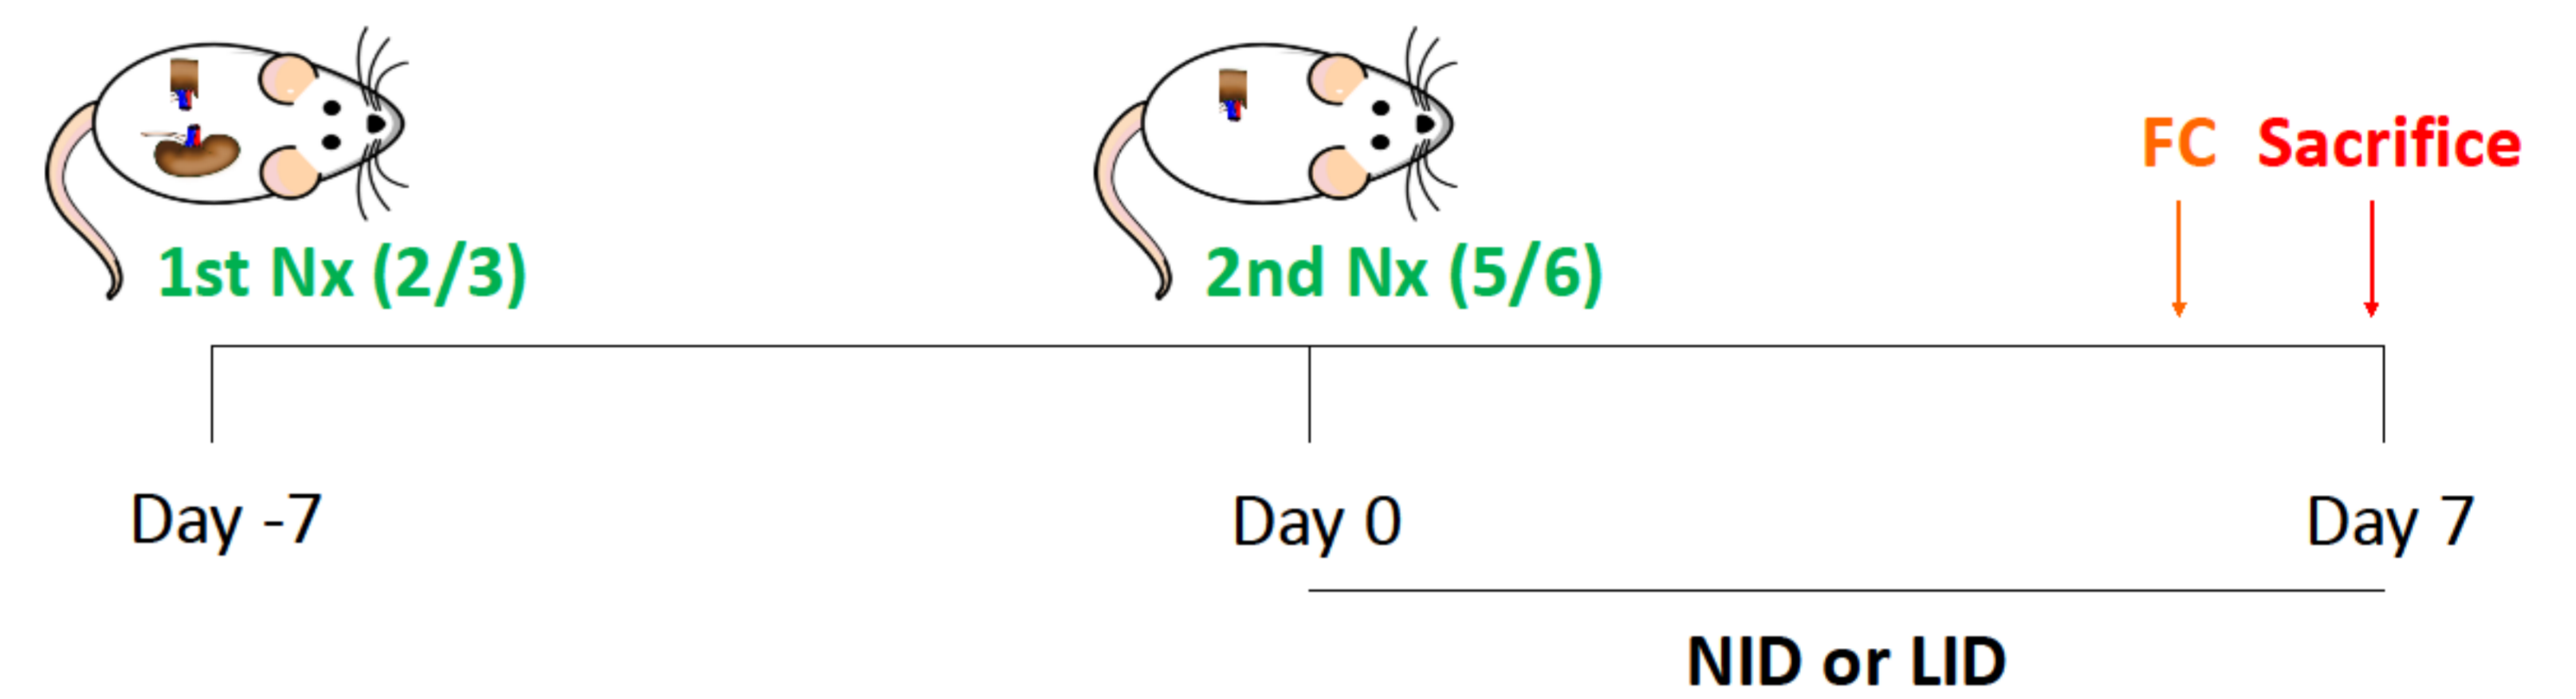 FC Sacrifice
1st Nx (2/3)
2nd Nx (5/6)
Day -7
Day 0
Day 7
NID or LID